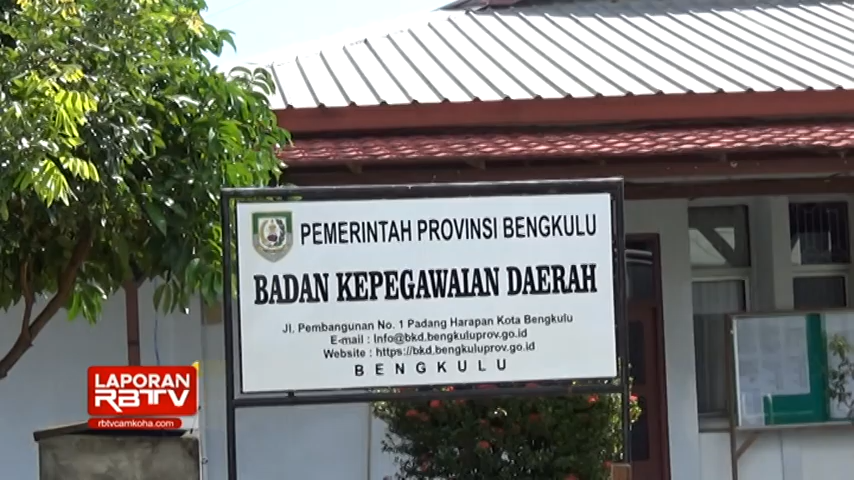 PEMERINTAH PROVINSI BENGKULU
BADAN KEPEGAWAIAN DAERAH
Jl. Pembangunan No. 1 Padang Harapan Kota Bengkulu
E-mail : Info@bkd.bengkuluprov.go.id
Website : https://bkd.bengkuluprov.go.id
BENGKULU
LAPORAN
RBTV
rbtvcamkoha.com